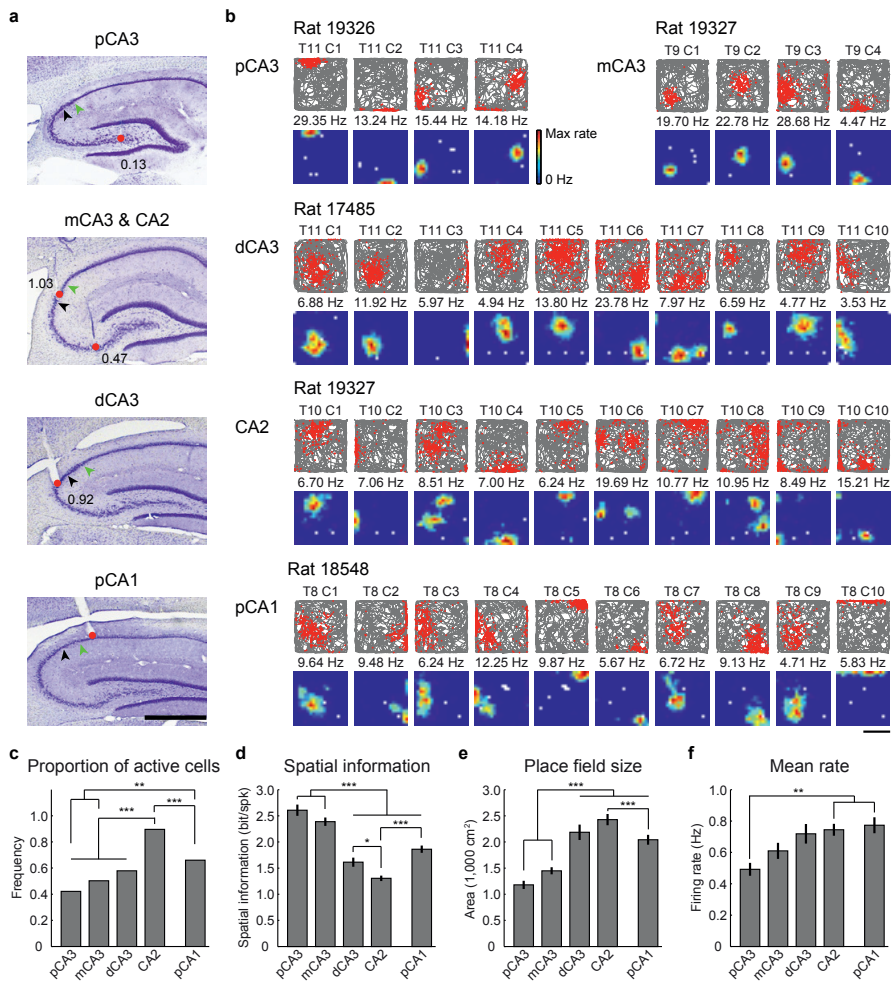 a
pCA3
0.13
mCA3 & CA2
1.03
0.47
dCA3
0.92
pCA1
b
Rat 19326
pCA3
T11 C1 T11 C2 T11 C3 T11 C4
29.35 Hz 13.24 Hz 15.44 Hz 14.18 Hz
Max rate
0 Hz
Rat 19327
mCA3
T9 C1 T9 C2 T9 C3 T9 C4
19.70 Hz 22.78 Hz 28.68 Hz 4.47 Hz
Rat 17485
dCA3
T11 C1 T11 C2 T11 C3 T11 C4 T11 C5 T11 C6 T11 C7 T11 C8 T11 C9 T11 C10
6.88 Hz 11.92 Hz 5.97 Hz 4.94 Hz 13.80 Hz 23.78 Hz 7.97 Hz 6.59 Hz 4.77 Hz 3.53 Hz
Rat 19327
CA2
T10 C1 T10 C2 T10 C3 T10 C4 T10 C5 T10 C6 T10 C7 T10 C8 T10 C9 T10 C10
6.70 Hz 7.06 Hz 8.51 Hz 7.00 Hz 6.24 Hz 19.69 Hz 10.77 Hz 10.95 Hz 8.49 Hz 15.21 Hz
Rat 18548
pCA1
T8 C1 T8 C2 T8 C3 T8 C4 T8 C5 T8 C6 T8 C7 T8 C8 T8 C9 T8 C10
9.64 Hz 9.48 Hz 6.24 Hz 12.25 Hz 9.87 Hz 5.67 Hz 6.72 Hz 9.13 Hz 4.71 Hz 5.83 Hz
c
Proportion of active cells
Frequency
1.0
0.8
0.6
0.4
0.2
0
**
***
***
pCA3 mCA3 dCA3 CA2 pCA1
d
Spatial information
Spatial information (bit/spk)
3.0
2.5
2.0
1.5
1.0
0.5
0
***
*
***
pCA3 mCA3 dCA3 CA2 pCA1
e
Place field size
Area (1,000 cm²)
3.0
2.5
2.0
1.5
1.0
0.5
0
***
***
pCA3 mCA3 dCA3 CA2 pCA1
f
Mean rate
Firing rate (Hz)
1.0
0.8
0.6
0.4
0.2
0
**
pCA3 mCA3 dCA3 CA2 pCA1